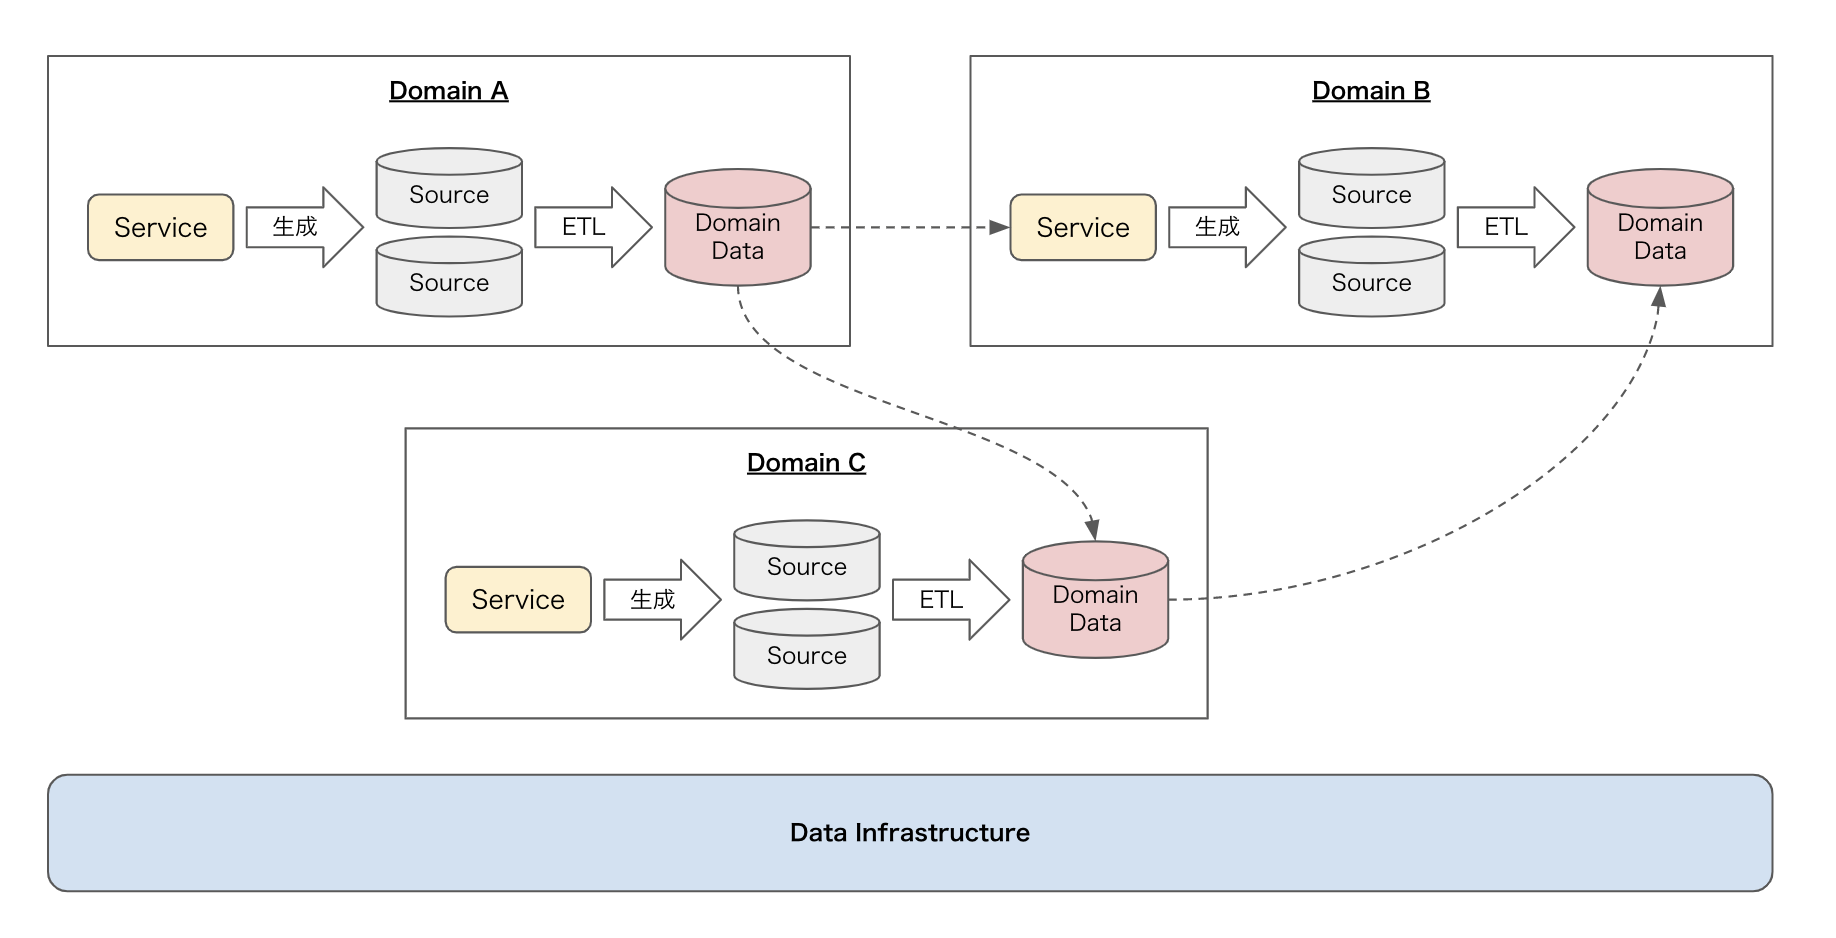 Domain A
Service
生成
Source
Source
ETL
Domain
Data
Domain B
Service
生成
Source
Source
ETL
Domain
Data
Domain C
Service
生成
Source
Source
ETL
Domain
Data
Data Infrastructure